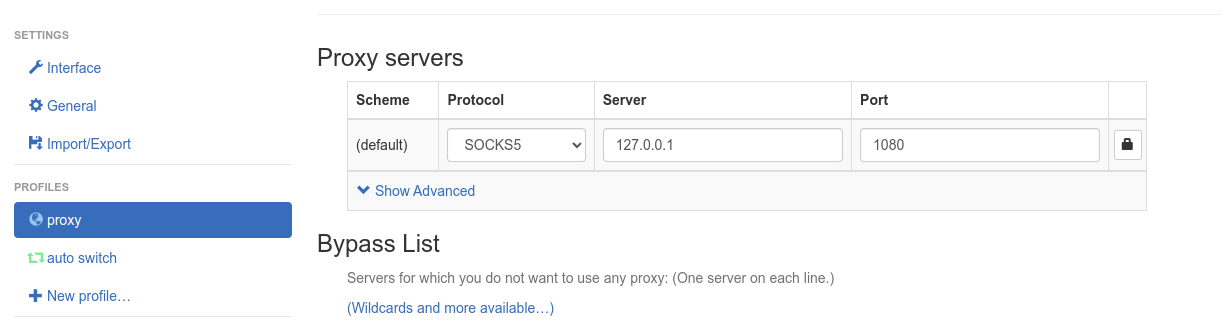 SETTINGS
Interface
General
Import/Export
PROFILES
proxy
auto switch
New profile…
Proxy servers
Scheme Protocol Server Port
(default) SOCKS5 127.0.0.1 1080
Show Advanced
Bypass List
Servers for which you do not want to use any proxy: (One server on each line.)
(Wildcards and more available…)